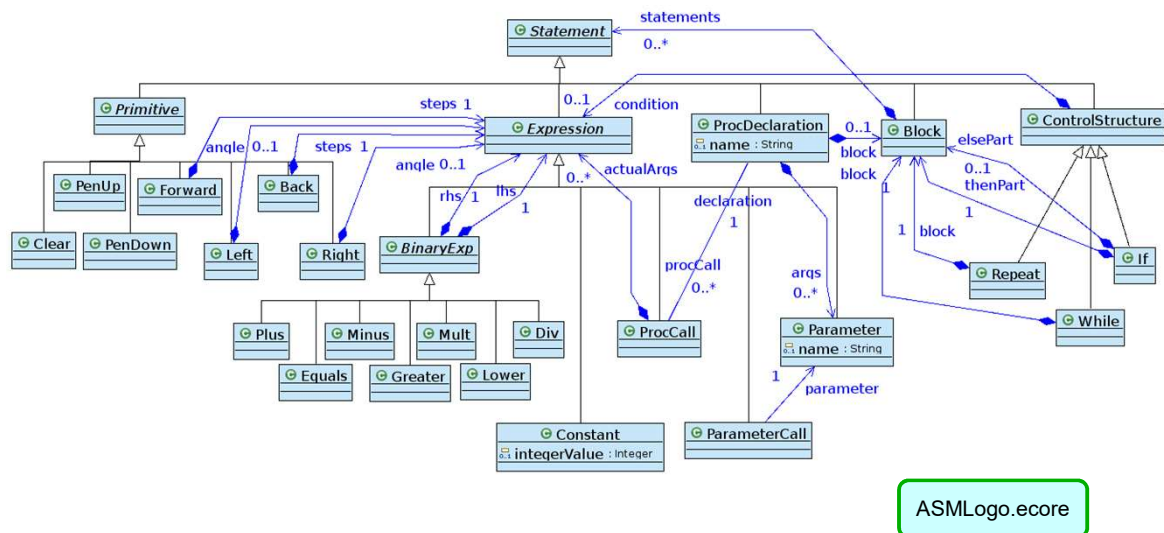 statements
Statement
0..*
Primitive
steps 1
0..1
condition
Expression
ProcDeclaration
name : String
0..1
Block
ControlStructure
elsePart
angle 0..1
steps 1
angle 0..1
0..*
actualArgs
block
block
0..1
thenPart
PenUp
Forward
Back
rhs 1
lhs
1
declaration
1
1
1
Clear
PenDown
Left
Right
BinaryExp
1
block
If
procCall
0..*
args
0..*
Repeat
Plus
Minus
Mult
Div
ProcCall
Parameter
name : String
While
Equals
Greater
Lower
1
parameter
Constant
0..1 integerValue : Integer
ParameterCall
ASMLogo.ecore